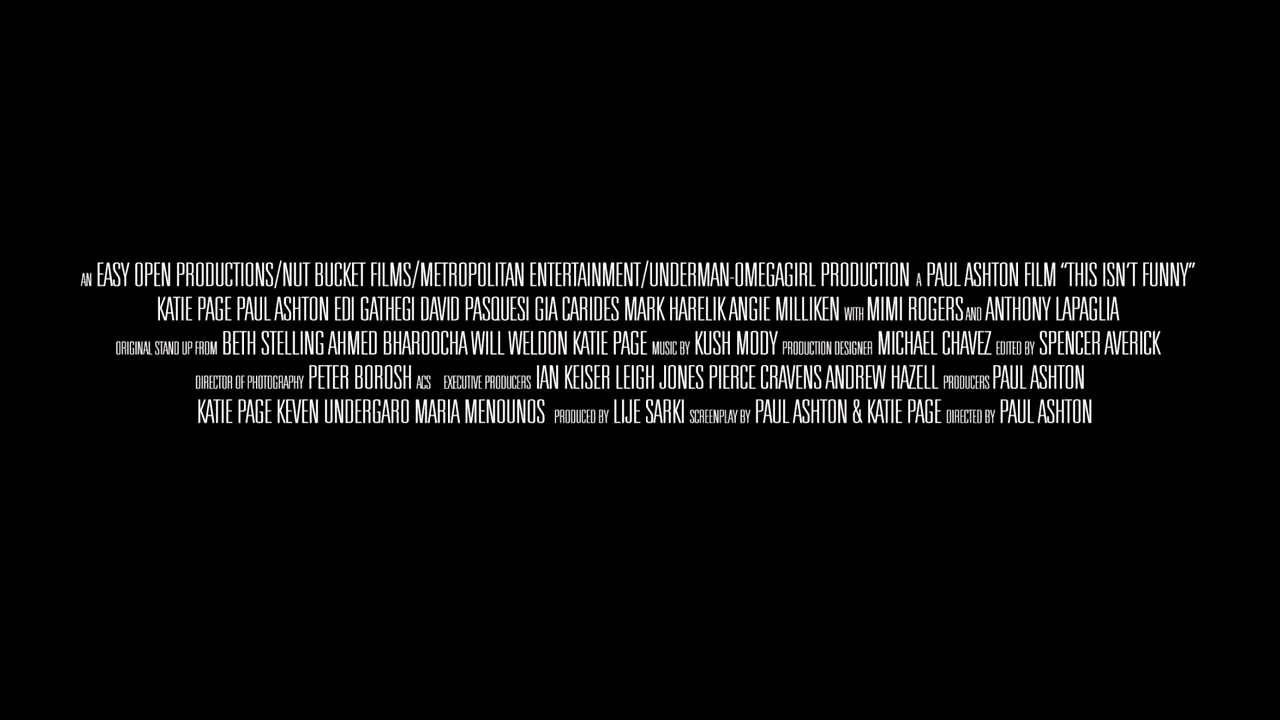 AN EASY OPEN PRODUCTIONS/NUT BUCKET FILMS/METROPOLITAN ENTERTAINMENT/UNDERMAN-OMEGAGIRL PRODUCTION A PAUL ASHTON FILM “THIS ISN’T FUNNY”
KATIE PAGE PAUL ASHTON EDI GATHEGI DAVID PASQUESI GIA CARIDES MARK HARELIK ANGIE MILLIKEN WITH MIMI ROGERS AND ANTHONY LAPAGLIA
ORIGINAL STAND UP FROM BETH STELLING AHMED BHAROOCHA WILL WELDON KATIE PAGE MUSIC BY KUSH MODY PRODUCTION DESIGNER MICHAEL CHAVEZ EDITED BY SPENCER AVERICK
DIRECTOR OF PHOTOGRAPHY PETER BOROSH ACS EXECUTIVE PRODUCERS IAN KEISER LEIGH JONES PIERCE CRAVENS ANDREW HAZELL PRODUCERS PAUL ASHTON
KATIE PAGE KEVEN UNDERGARO MARIA MENOUNOS PRODUCED BY LIJE SARKI SCREENPLAY BY PAUL ASHTON & KATIE PAGE DIRECTED BY PAUL ASHTON